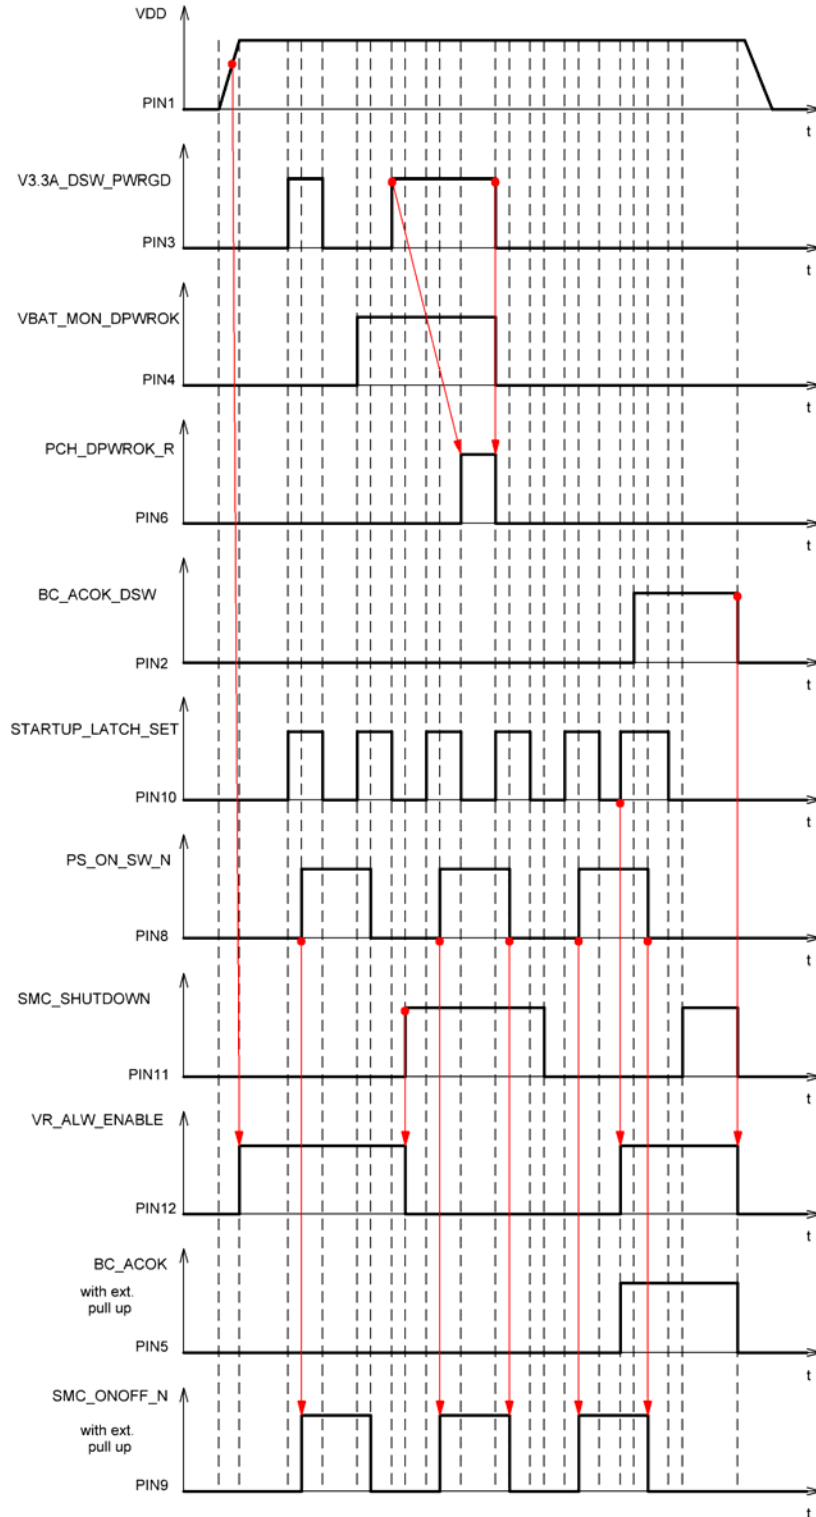 VDD
PIN1
t
V3.3A_DSW_PWRGD
PIN3
t
VBAT_MON_DPWROK
PIN4
t
PCH_DPWROK_R
PIN6
t
BC_ACOK_DSW
PIN2
t
STARTUP_LATCH_SET
PIN10
t
PS_ON_SW_N
PIN8
t
SMC_SHUTDOWN
PIN11
t
VR_ALW_ENABLE
PIN12
t
BC_ACOK
with ext.
pull up
PIN5
t
SMC_ONOFF_N
with ext.
pull up
PIN9
t